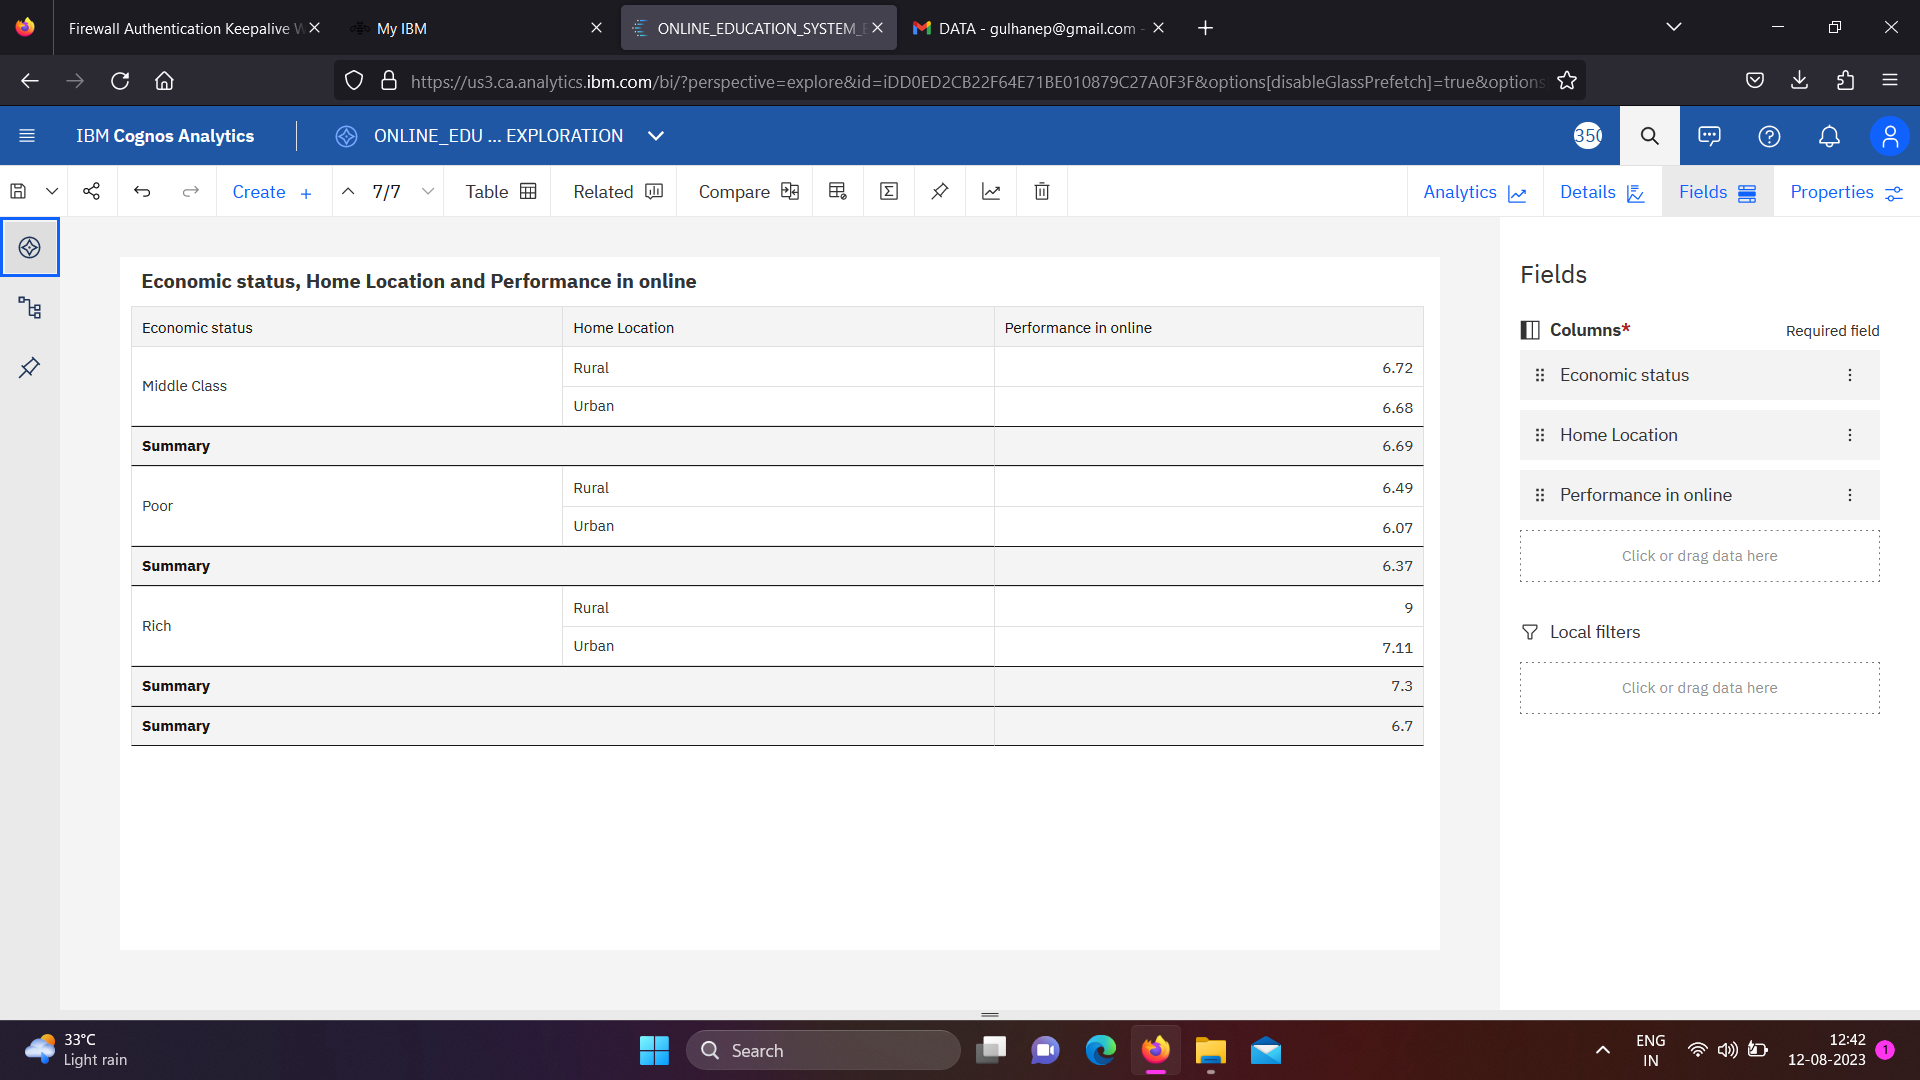 Firewall Authentication Keepalive W
My IBM
ONLINE_EDUCATION_SYSTEM_E
DATA - gulhanep@gmail.com -
https://us3.ca.analytics.ibm.com/bi/?perspective=explore&id=iDD0ED2CB22F64E71BE010879C27A0F3F&options[disableGlassPrefetch]=true&options
IBM Cognos Analytics
ONLINE_EDU ... EXPLORATION
350
Create +
7/7
Table
Related
Compare
Analytics
Details
Fields
Properties
Economic status, Home Location and Performance in online
Economic status Home Location Performance in online
Middle Class Rural 6.72
Urban 6.68
Summary 6.69
Poor Rural 6.49
Urban 6.07
Summary 6.37
Rich Rural 9
Urban 7.11
Summary 7.3
Summary 6.7
Fields
Columns* Required field
Economic status
Home Location
Performance in online
Click or drag data here
Local filters
Click or drag data here
33°C
Light rain
Search
ENG
IN
12:42
12-08-2023
1